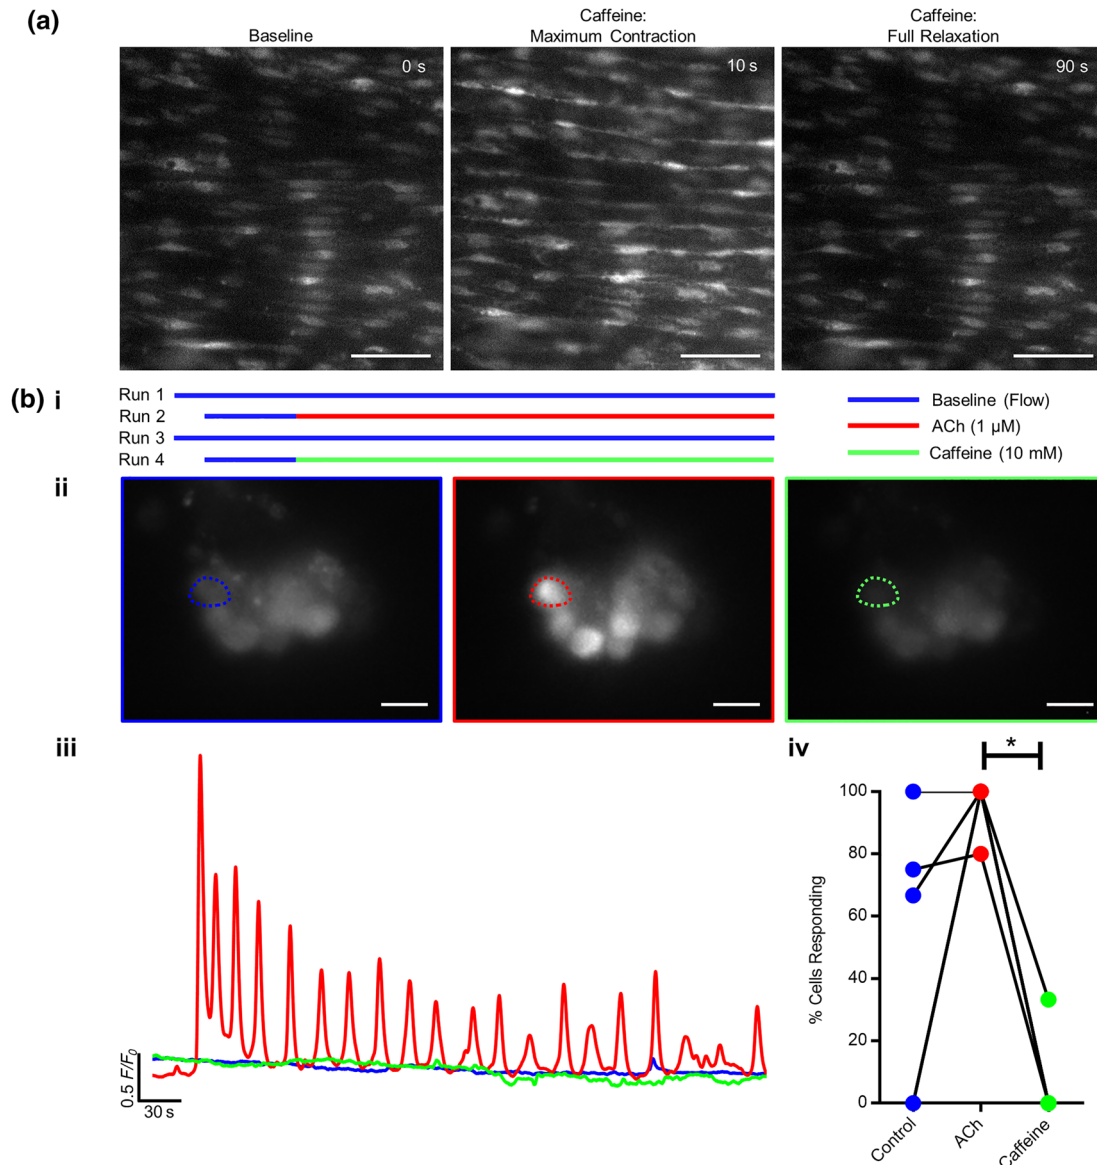 (a)
Baseline
Caffeine:
Maximum Contraction
Caffeine:
Full Relaxation
0 s
10 s
90 s
(b) i
Run 1
Run 2
Run 3
Run 4
Baseline (Flow)
ACh (1 µM)
Caffeine (10 mM)
ii
iii
0.5 F/F0
30 s
iv
*
% Cells Responding
100
80
60
40
20
0
Control
ACh
Caffeine